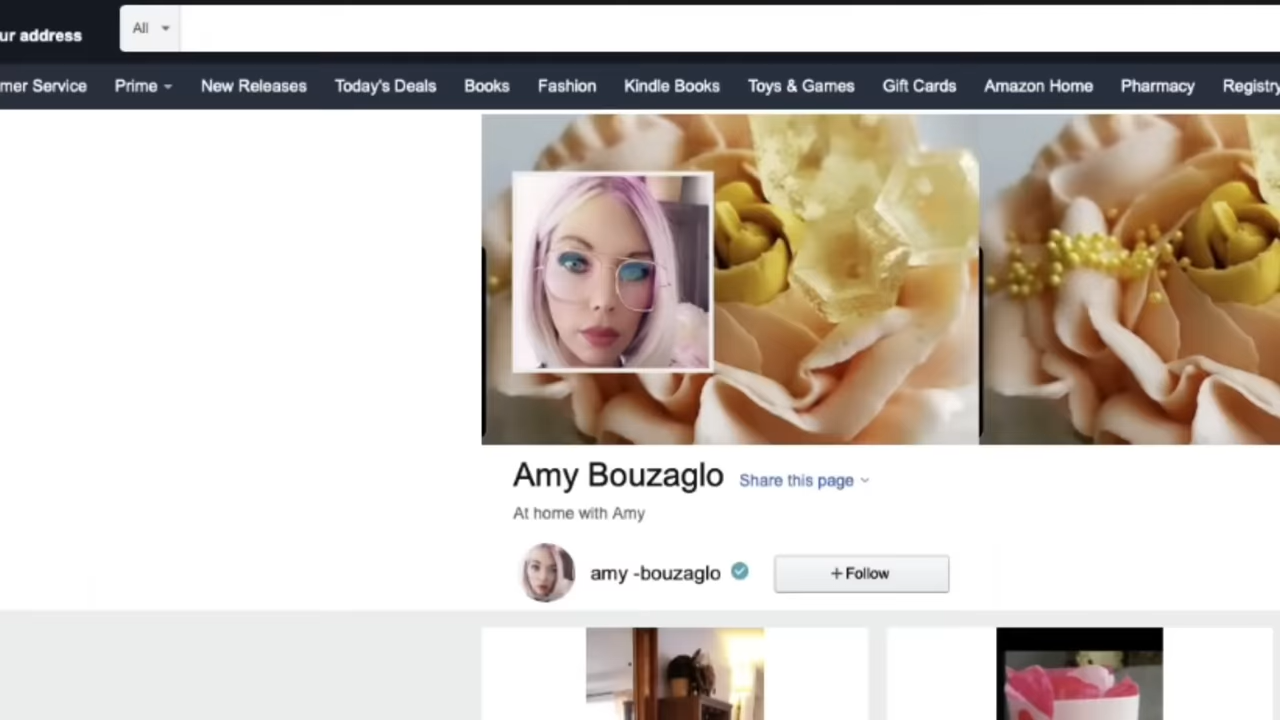 ur address
All
mer Service Prime New Releases Today's Deals Books Fashion Kindle Books Toys & Games Gift Cards Amazon Home Pharmacy Registry
Amy Bouzaglo Share this page
At home with Amy
amy -bouzaglo + Follow